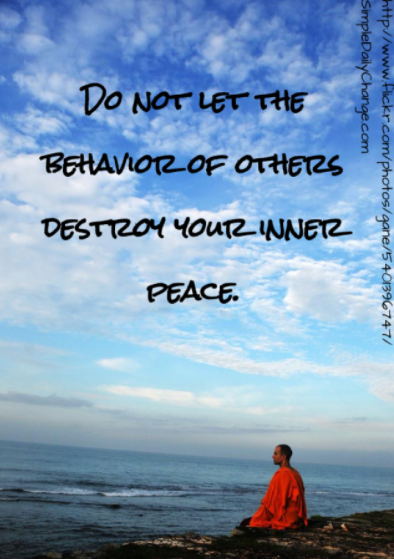 Do not let the
behavior of others
destroy your inner
peace.
http://www.flickr.com/photos/gane/5401396747/
SimpleDailyChange.com